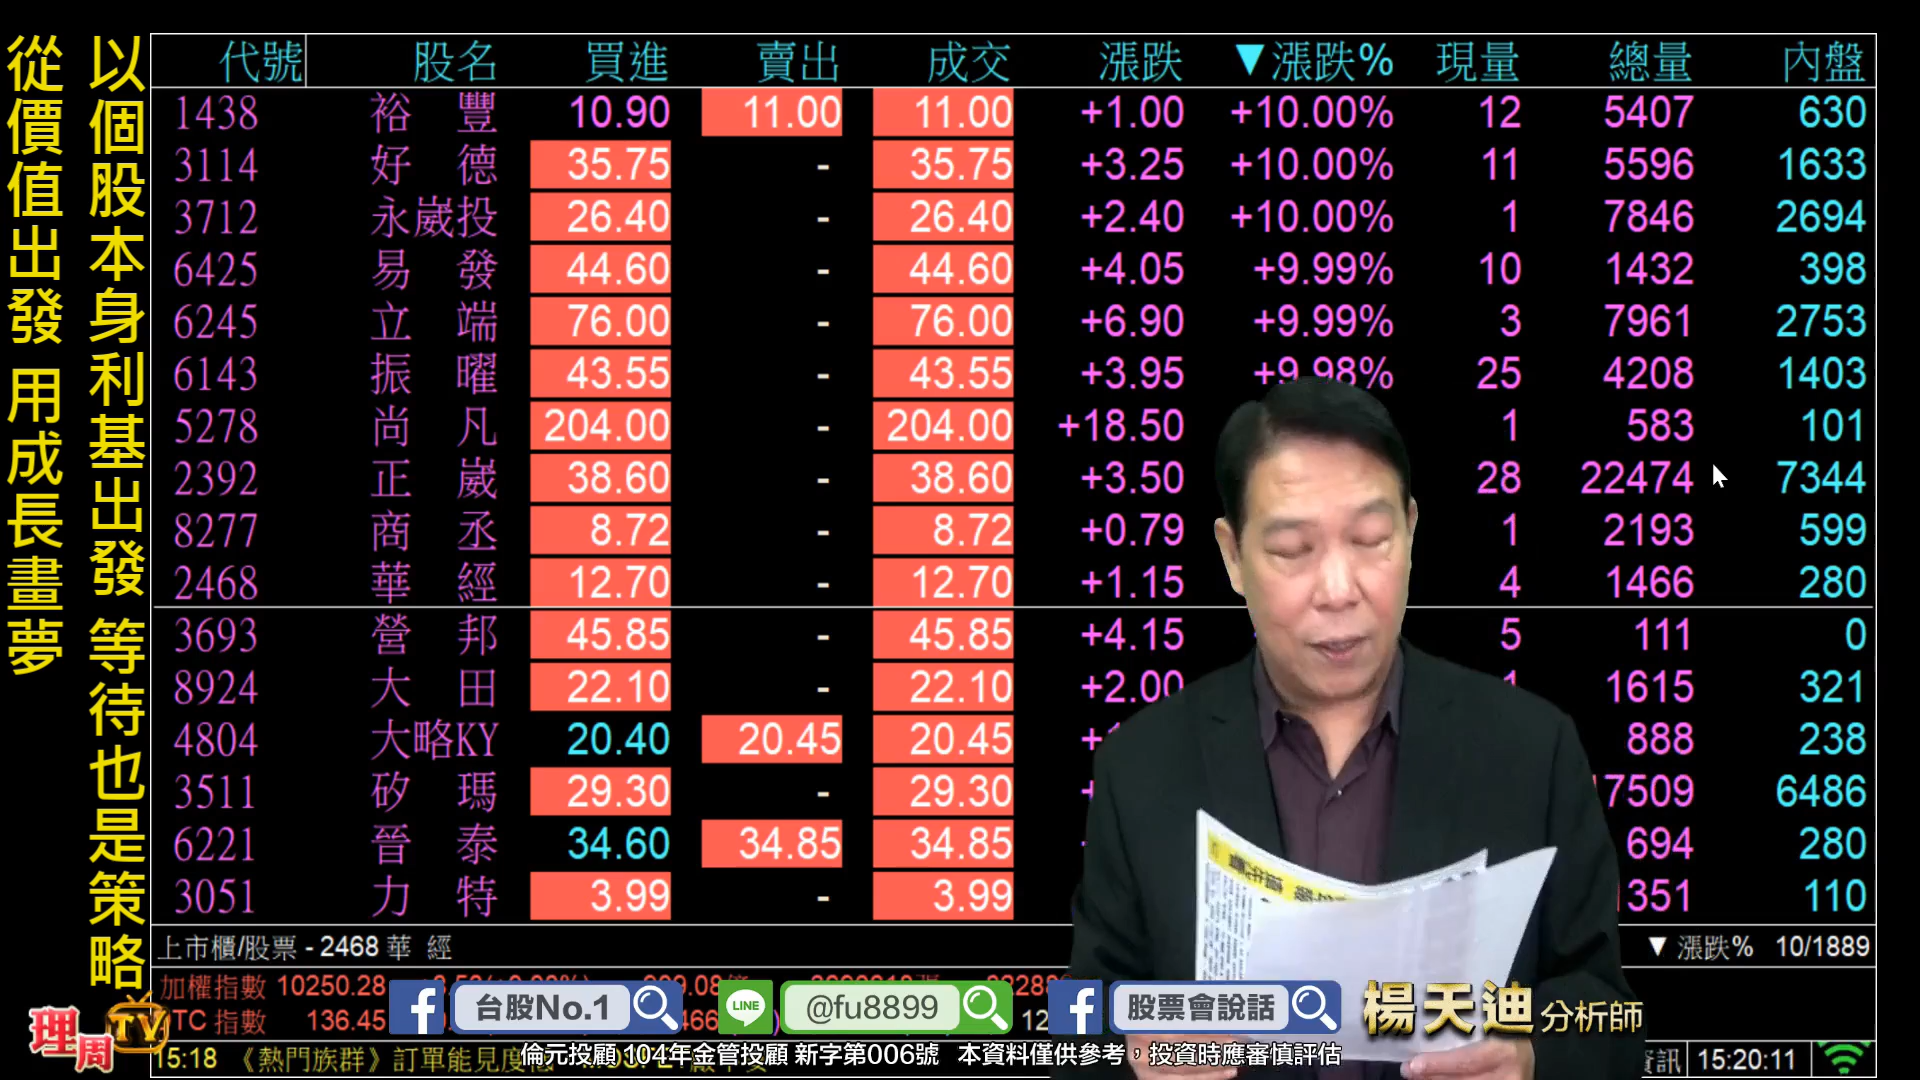 以個股本身利基出發 等待也是策略
從價值出發 用成長畫夢
代號 股名 買進 賣出 成交 漲跌 ▼漲跌% 現量 總量 內盤
1438 裕豐 10.90 11.00 11.00 +1.00 +10.00% 12 5407 630
3114 好德 35.75 - 35.75 +3.25 +10.00% 11 5596 1633
3712 永崴投 26.40 - 26.40 +2.40 +10.00% 1 7846 2694
6425 易發 44.60 - 44.60 +4.05 +9.99% 10 1432 398
6245 立端 76.00 - 76.00 +6.90 +9.99% 3 7961 2753
6143 振曜 43.55 - 43.55 +3.95 +9.98% 25 4208 1403
5278 尚凡 204.00 - 204.00 +18.50 1 583 101
2392 正崴 38.60 - 38.60 +3.50 28 22474 7344
8277 商丞 8.72 - 8.72 +0.79 1 2193 599
2468 華經 12.70 - 12.70 +1.15 4 1466 280
3693 營邦 45.85 - 45.85 +4.15 5 111 0
8924 大田 22.10 - 22.10 +2.00 1615 321
4804 大略KY 20.40 20.45 20.45 888 238
3511 矽瑪 29.30 - 29.30 7509 6486
6221 晉泰 34.60 34.85 34.85 694 280
3051 力特 3.99 - 3.99 351 110
上市櫃/股票 - 2468 華 經 ▼ 漲跌% 10/1889
加權指數 10250.28
TC 指數 136.45
台股No.1 LINE @fu8899 股票會說話 楊天迪 分析師
理周TV
15:18 《熱門族群》訂單能見度
倫元投顧 104年金管投顧 新字第006號 本資料僅供參考，投資時應審慎評估
資訊 15:20:11